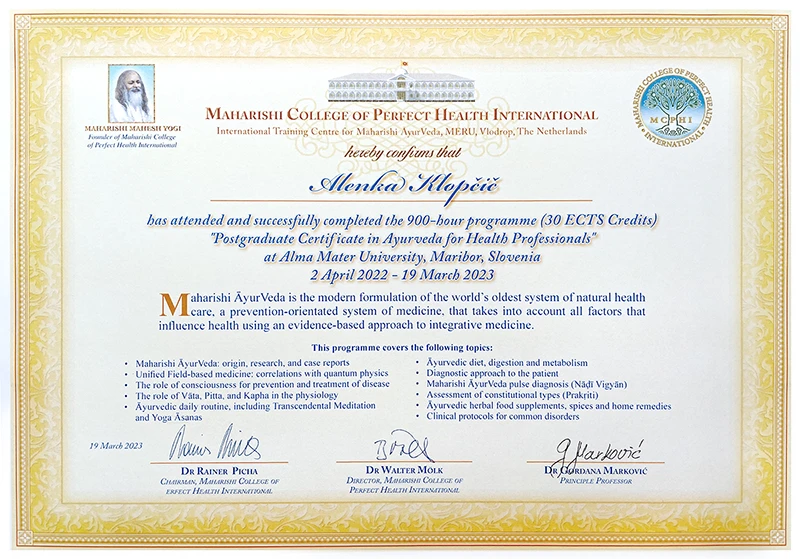 MAHARISHI MAHESH YOGI
Founder of Maharishi College
of Perfect Health International
MAHARISHI COLLEGE OF PERFECT HEALTH INTERNATIONAL
International Training Centre for Maharishi ĀyurVeda, MERU, Vlodrop, The Netherlands
MAHARISHI COLLEGE OF PERFECT HEALTH
MCPHI
• INTERNATIONAL •
hereby confirms that
Alenka Klopčič
has attended and successfully completed the 900-hour programme (30 ECTS Credits)
"Postgraduate Certificate in Ayurveda for Health Professionals"
at Alma Mater University, Maribor, Slovenia
2 April 2022 - 19 March 2023
Maharishi ĀyurVeda is the modern formulation of the world's oldest system of natural health
care, a prevention-orientated system of medicine, that takes into account all factors that
influence health using an evidence-based approach to integrative medicine.
This programme covers the following topics:
• Maharishi ĀyurVeda: origin, research, and case reports
• Unified Field-based medicine: correlations with quantum physics
• The role of consciousness for prevention and treatment of disease
• The role of Vāta, Pitta, and Kapha in the physiology
• Āyurvedic daily routine, including Transcendental Meditation
and Yoga Āsanas
• Āyurvedic diet, digestion and metabolism
• Diagnostic approach to the patient
• Maharishi ĀyurVeda pulse diagnosis (Nāḍī Vigyān)
• Assessment of constitutional types (Prakṛiti)
• Āyurvedic herbal food supplements, spices and home remedies
• Clinical protocols for common disorders
19 March 2023
G Marković
DR RAINER PICHA
CHAIRMAN, MAHARISHI COLLEGE OF
ERFECT HEALTH INTERNATIONAL
DR WALTER MÖLK
DIRECTOR, MAHARISHI COLLEGE OF
PERFECT HEALTH INTERNATIONAL
DR GORDANA MARKOVIĆ
PRINCIPLE PROFESSOR